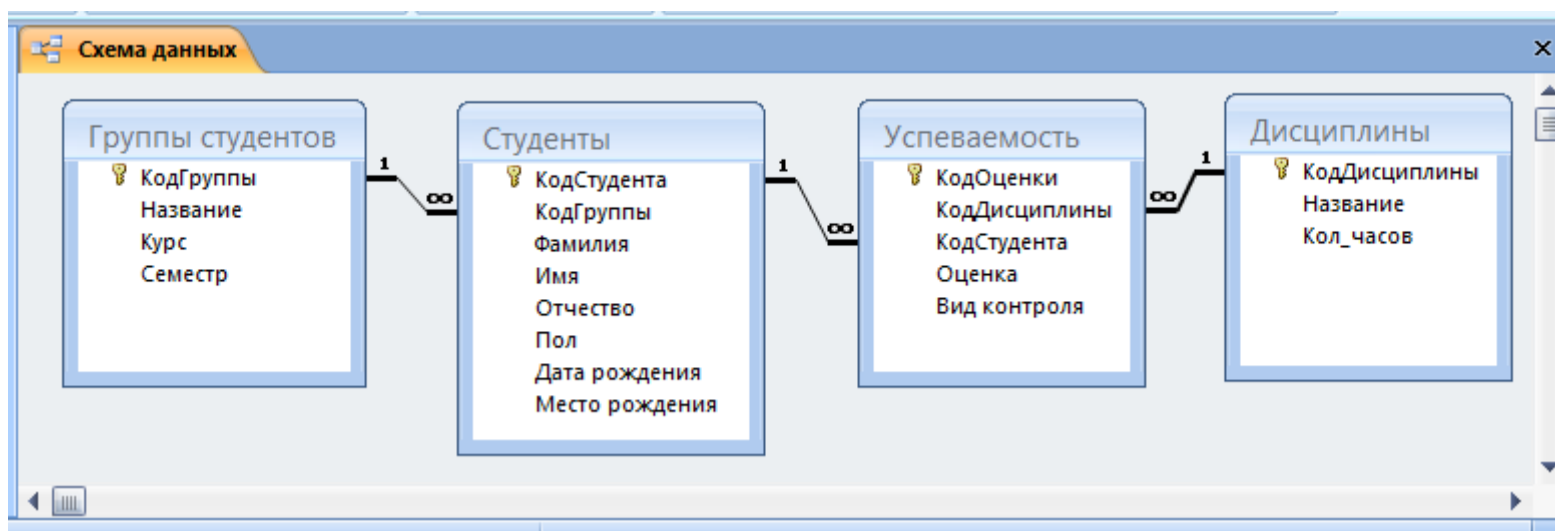 Схема данных
Группы студентов
КодГруппы
Название
Курс
Семестр
1
∞
Студенты
КодСтудента
КодГруппы
Фамилия
Имя
Отчество
Пол
Дата рождения
Место рождения
1
∞
Успеваемость
КодОценки
КодДисциплины
КодСтудента
Оценка
Вид контроля
∞
1
Дисциплины
КодДисциплины
Название
Кол_часов